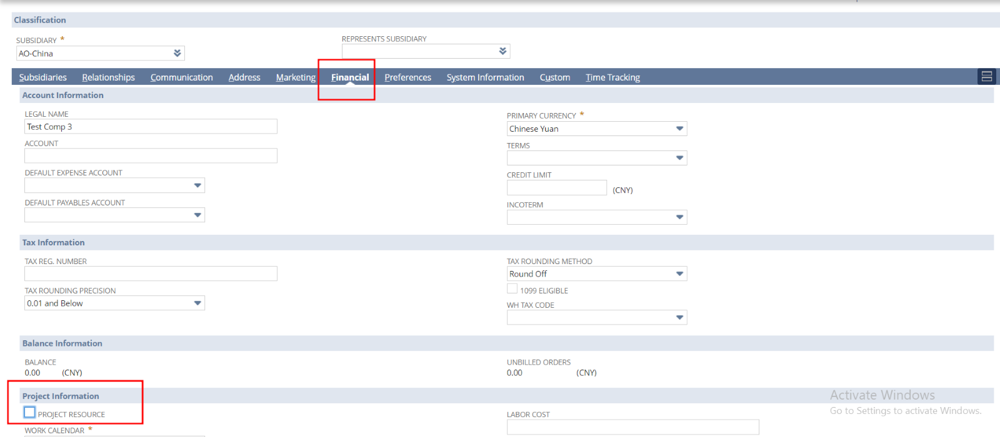 Classification
SUBSIDIARY *
REPRESENTS SUBSIDIARY
AO-China
Subsidiaries Relationships Communication Address Marketing Financial Preferences System Information Custom Time Tracking
Account Information
LEGAL NAME
Test Comp 3
PRIMARY CURRENCY *
Chinese Yuan
ACCOUNT
TERMS
DEFAULT EXPENSE ACCOUNT
CREDIT LIMIT
(CNY)
DEFAULT PAYABLES ACCOUNT
INCOTERM
Tax Information
TAX REG. NUMBER
TAX ROUNDING METHOD
Round Off
TAX ROUNDING PRECISION
0.01 and Below
1099 ELIGIBLE
WH TAX CODE
Balance Information
BALANCE
0.00 (CNY)
UNBILLED ORDERS
0.00 (CNY)
Project Information
PROJECT RESOURCE
LABOR COST
WORK CALENDAR *
Activate Windows
Go to Settings to activate Windows.